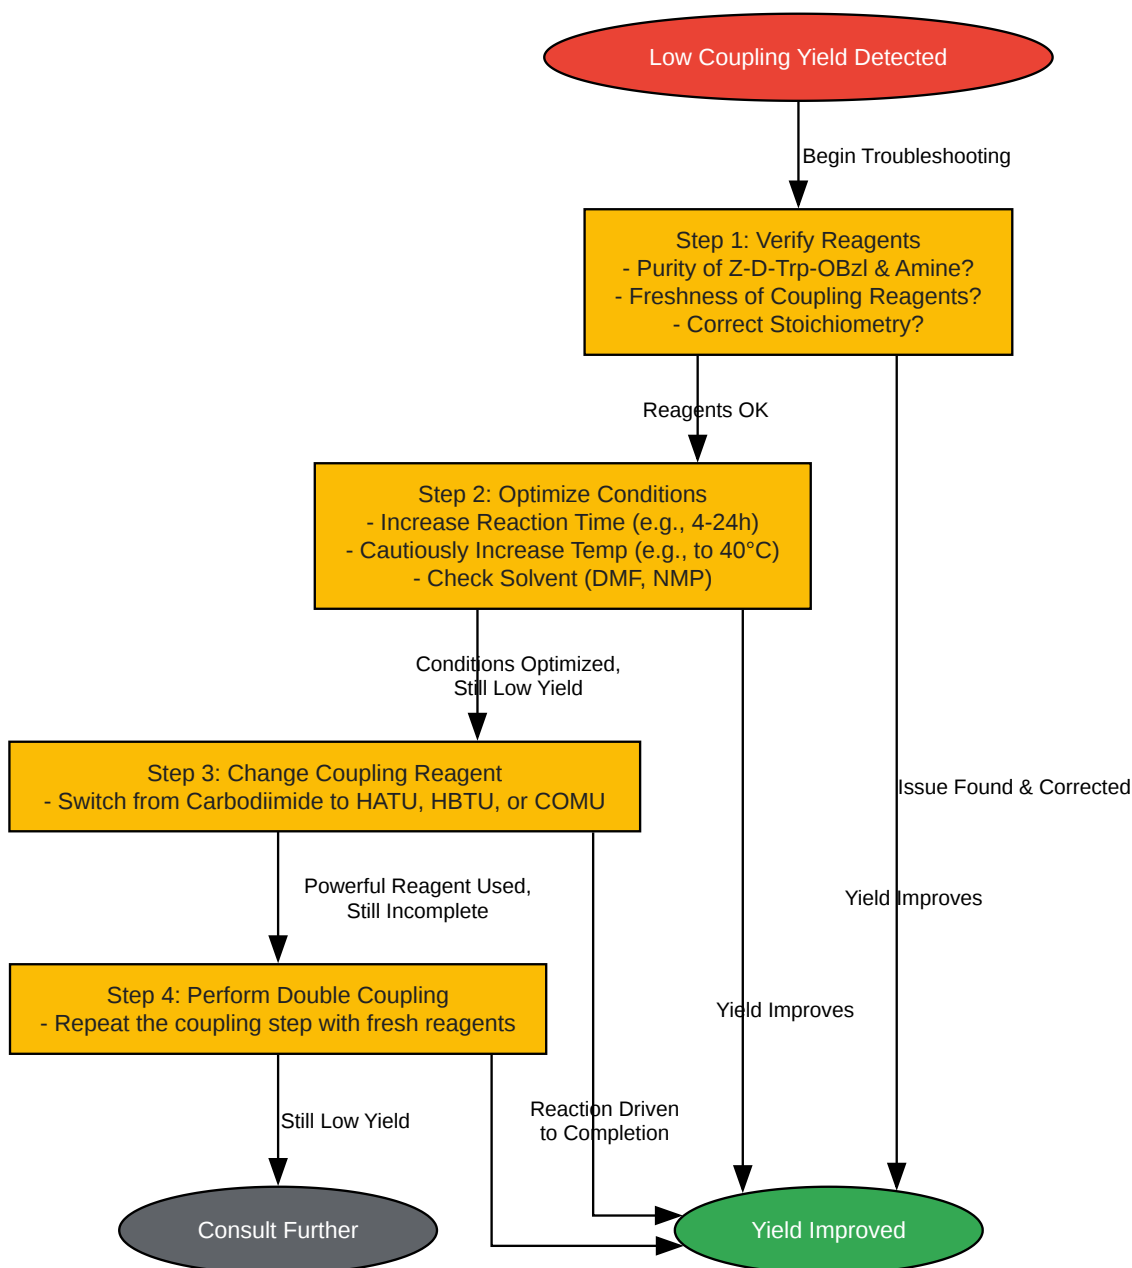 Low Coupling Yield Detected
Begin Troubleshooting
Step 1: Verify Reagents
- Purity of Z-D-Trp-OBzl & Amine?
- Freshness of Coupling Reagents?
- Correct Stoichiometry?
Reagents OK
Step 2: Optimize Conditions
- Increase Reaction Time (e.g., 4-24h)
- Cautiously Increase Temp (e.g., to 40°C)
- Check Solvent (DMF, NMP)
Conditions Optimized,
Still Low Yield
Step 3: Change Coupling Reagent
- Switch from Carbodiimide to HATU, HBTU, or COMU
Issue Found & Corrected
Powerful Reagent Used,
Still Incomplete
Yield Improves
Step 4: Perform Double Coupling
- Repeat the coupling step with fresh reagents
Yield Improves
Reaction Driven
to Completion
Still Low Yield
Consult Further
Yield Improved